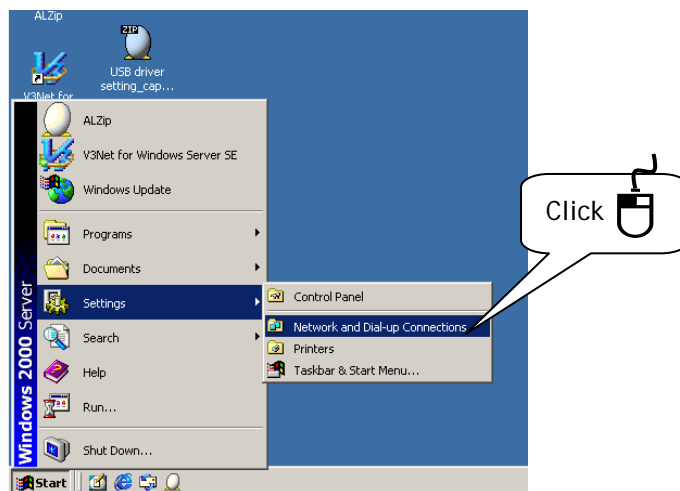 ALZip
ZIP
USB driver
setting_cap...
V3Net for
ALZip
V3Net for Windows Server SE
Windows Update
Programs
Documents
Settings
Search
Help
Run...
Shut Down...
Windows 2000 Server
Control Panel
Network and Dial-up Connections
Printers
Taskbar & Start Menu...
Click
Start